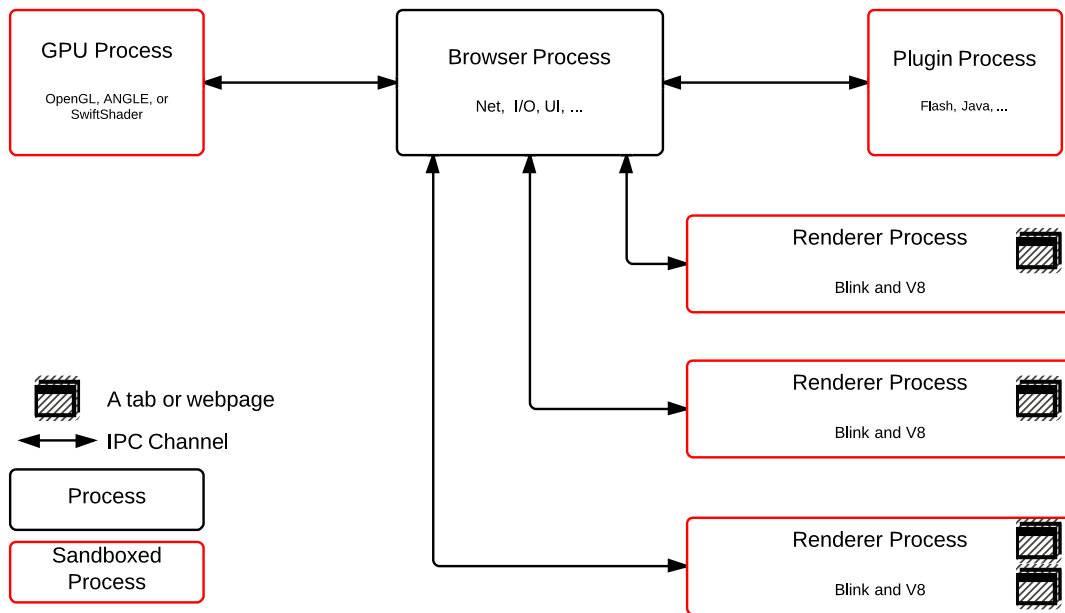 GPU Process
OpenGL, ANGLE, or
SwiftShader
Browser Process
Net, I/O, UI, ...
Plugin Process
Flash, Java, ...
Renderer Process
Blink and V8
Renderer Process
Blink and V8
Renderer Process
Blink and V8
A tab or webpage
IPC Channel
Process
Sandboxed
Process